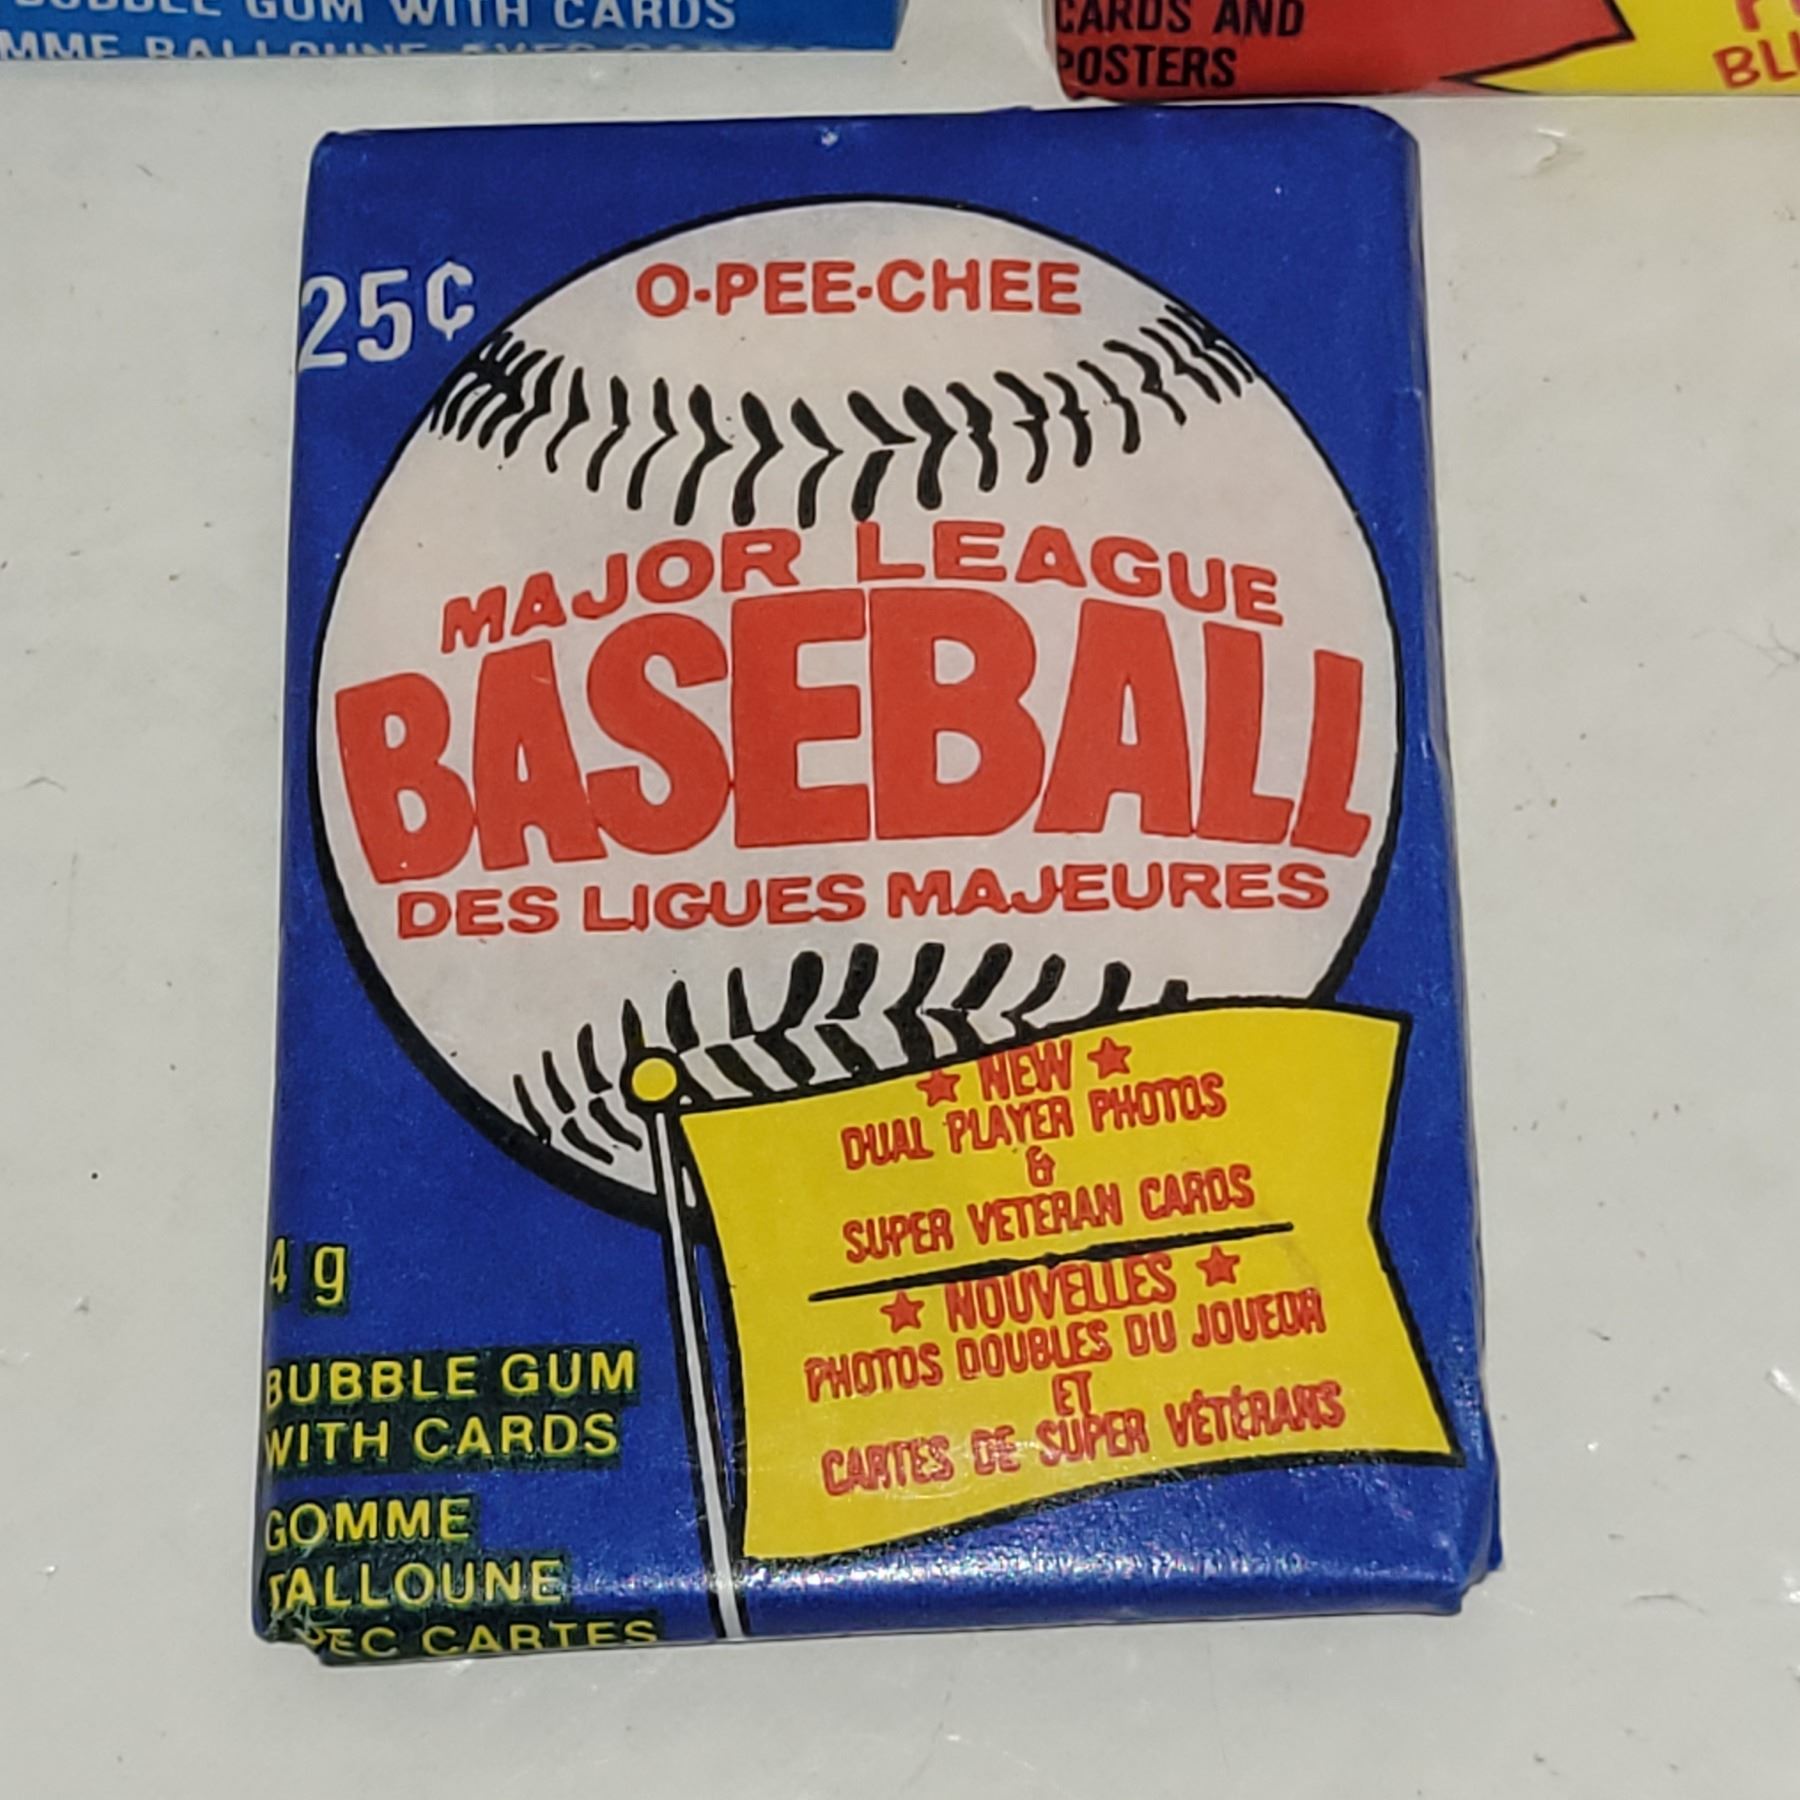 BUBBLE GUM WITH CARDS
CARDS AND
POSTERS
25¢
O-PEE-CHEE
MAJOR LEAGUE
BASEBALL
DES LIGUES MAJEURES
★ NEW ★
DUAL PLAYER PHOTOS
&
SUPER VETERAN CARDS
★ NOUVELLES ★
PHOTOS DOUBLES DU JOUEUR
ET
CARTES DE SUPER VÉTÉRANS
4 g
BUBBLE GUM
WITH CARDS
GOMME
BALLOUNE
AVEC CARTES